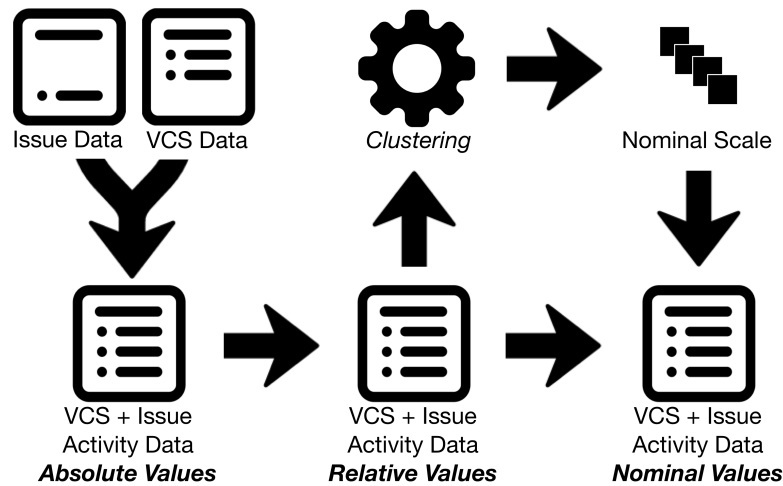 Issue Data
VCS Data
Clustering
Nominal Scale
VCS + Issue
Activity Data
Absolute Values
VCS + Issue
Activity Data
Relative Values
VCS + Issue
Activity Data
Nominal Values